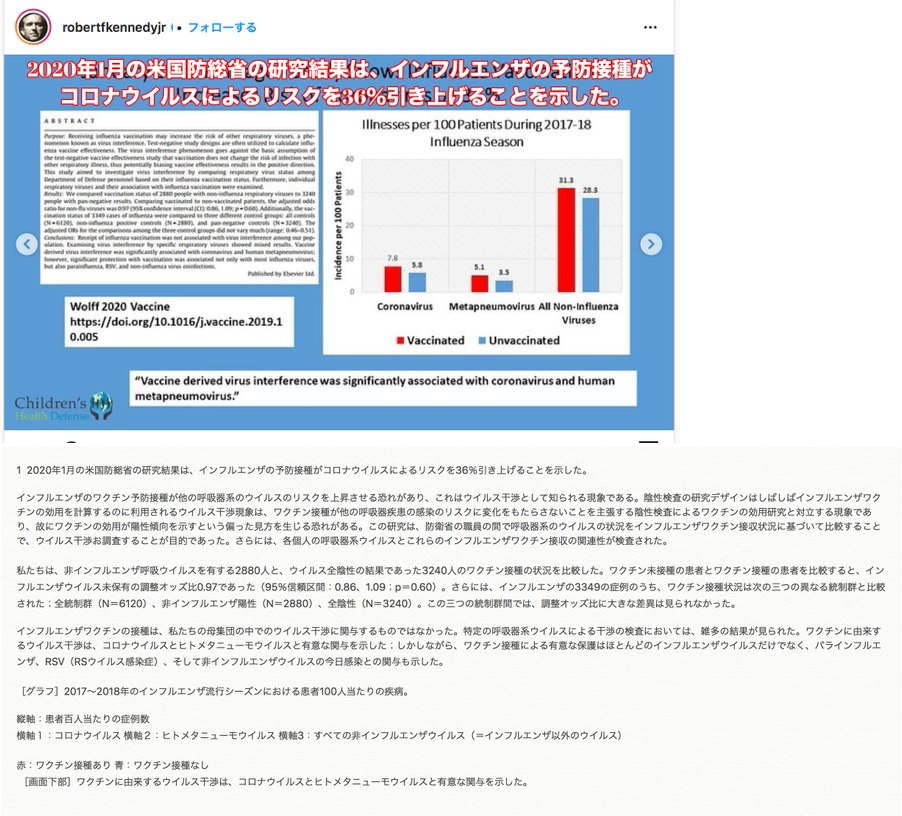 robertfkennedyjr
• フォローする
2020年1月の米国防総省の研究結果は、インフルエンザの予防接種が
コロナウイルスによるリスクを36％引き上げることを示した。
ABSTRACT
Purpose: Receiving influenza vaccination may increase the risk of other respiratory viruses, a phe-
nomenon known as virus interference. Test-negative study designs are often utilized to calculate influ-
enza vaccine effectiveness. The virus interference phenomenon goes against the basic assumption of
the test-negative vaccine effectiveness study that vaccination does not change the risk of infection with
other respiratory illness, thus potentially biasing vaccine effectiveness results in the positive direction.
This study aimed to investigate virus interference by comparing respiratory virus status among
Department of Defense personnel based on their influenza vaccination status. Furthermore, individual
respiratory viruses and their association with influenza vaccination were examined.
Results: We compared vaccination status of 2880 people with non-influenza respiratory viruses to 3240
people with pan-negative results. Comparing vaccinated to non-vaccinated patients, the adjusted odds
ratio for non-flu viruses was 0.97 (95% confidence interval (CI): 0.86, 1.09; p = 0.60). Additionally, the vac-
cination status of 3349 cases of influenza were compared to three different control groups: all controls
(N = 6120), non-influenza positive controls (N = 2880), and pan-negative controls (N = 3240). The
adjusted ORs for the comparisons among the three control groups did not vary much (range: 0.46–0.51).
Conclusions: Receipt of influenza vaccination was not associated with virus interference among our pop-
ulation. Examining virus interference by specific respiratory viruses showed mixed results. Vaccine
derived virus interference was significantly associated with coronavirus and human metapneumovirus;
however, significant protection with vaccination was associated not only with most influenza viruses,
but also parainfluenza, RSV, and non-influenza virus coinfections.
Published by Elsevier Ltd.
Wolff 2020 Vaccine
https://doi.org/10.1016/j.vaccine.2019.1
0.005
Illnesses per 100 Patients During 2017-18
Influenza Season
Incidence per 100 Patients
40
30
20
10
0
7.8
5.8
5.1
3.5
31.3
28.3
Coronavirus
Metapneumovirus
All Non-Influenza
Viruses
Vaccinated
Unvaccinated
“Vaccine derived virus interference was significantly associated with coronavirus and human
metapneumovirus.”
Children's
Health Defense
1 2020年1月の米国防総省の研究結果は、インフルエンザの予防接種がコロナウイルスによるリスクを36％引き上げることを示した。
インフルエンザのワクチン予防接種が他の呼吸器系のウイルスのリスクを上昇させる恐れがあり、これはウイルス干渉として知られる現象である。陰性検査の研究デザインはしばしばインフルエンザワク
チンの効用を計算するのに利用されるウイルス干渉現象は、ワクチン接種が他の呼吸器疾患の感染のリスクに変化をもたらさないことを主張する陰性検査によるワクチンの効用研究と対立する現象であ
り、故にワクチンの効用が陽性傾向を示すという偏った見方を生じる恐れがある。この研究は、防衛省の職員の間で呼吸器系のウイルスの状況をインフルエンザワクチン接収状況に基づいて比較すること
で、ウイルス干渉お調査することが目的であった。さらには、各個人の呼吸器系ウイルスとこれらのインフルエンザワクチン接収の関連性が検査された。
私たちは、非インフルエンザ呼吸ウイルスを有する2880人と、ウイルス全陰性の結果であった3240人のワクチン接種の状況を比較した。ワクチン未接種の患者とワクチン接種の患者を比較すると、イン
フルエンザウイルス未保有の調整オッズ比0.97であった（95％信頼区間：0.86、1.09；p＝0.60）。さらには、インフルエンザの3349の症例のうち、ワクチン接種状況は次の三つの異なる統制群と比較
された；全統制群（N＝6120）、非インフルエンザ陽性（N＝2880）、全陰性（N＝3240）。この三つの統制群間では、調整オッズ比に大きな差異は見られなかった。
インフルエンザワクチンの接種は、私たちの母集団の中でのウイルス干渉に関与するものではなかった。特定の呼吸器系ウイルスによる干渉の検査においては、雑多の結果が見られた。ワクチンに由来す
るウイルス干渉は、コロナウイルスとヒトメタニューモウイルスと有意な関与を示した；しかしながら、ワクチン接種による有意な保護はほとんどのインフルエンザウイルスだけでなく、パラインフルエ
ンザ、RSV（RSウイルス感染症）、そして非インフルエンザウイルスの今日感染との関与も示した。
［グラフ］2017〜2018年のインフルエンザ流行シーズンにおける患者100人当たりの疾病。
縦軸：患者百人当たりの症例数
横軸１：コロナウイルス 横軸２：ヒトメタニューモウイルス 横軸3：すべての非インフルエンザウイルス（＝インフルエンザ以外のウイルス）
赤：ワクチン接種あり 青：ワクチン接種なし
［画面下部］ワクチンに由来するウイルス干渉は、コロナウイルスとヒトメタニューモウイルスと有意な関与を示した。